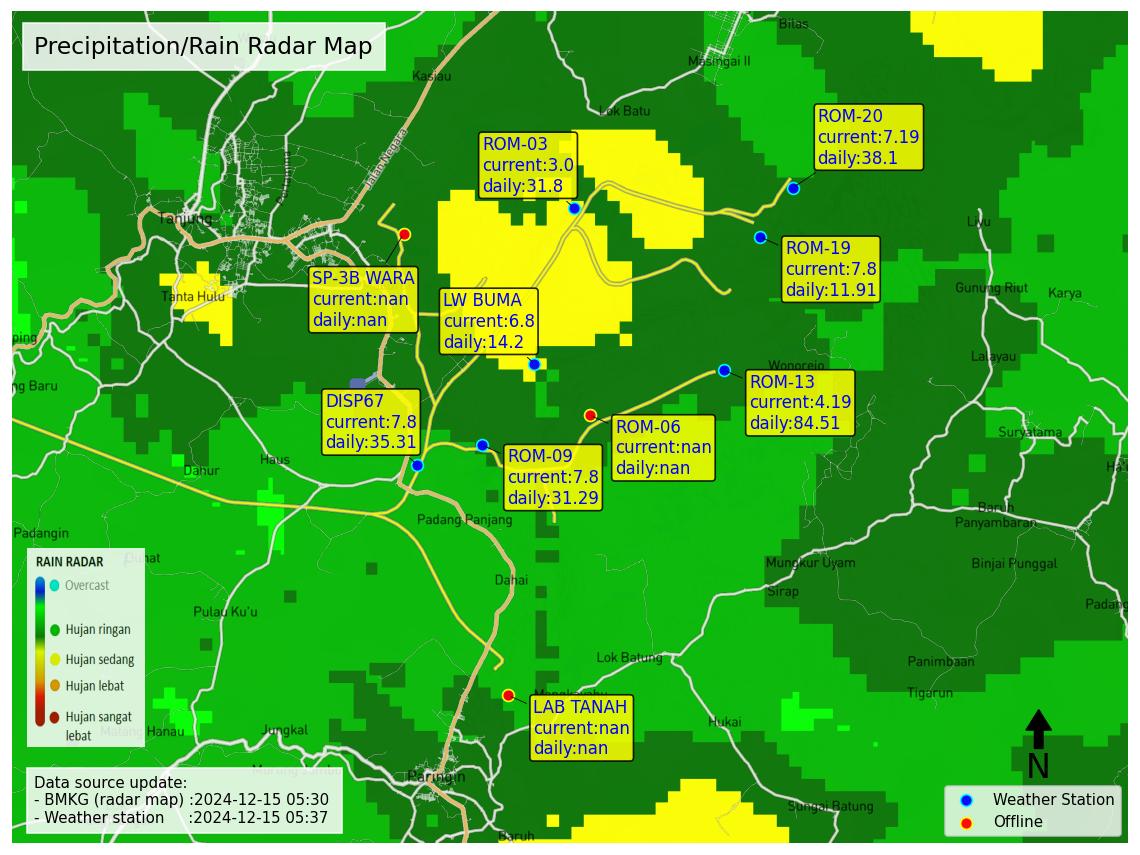 Precipitation/Rain Radar Map
Bilas
Masingai II
Kasiau
Lok Batu
Jalan Negara
ROM-20
current:7.19
daily:38.1
ROM-03
current:3.0
daily:31.8
Tanjung
Liyu
ROM-19
current:7.8
daily:11.91
SP-3B WARA
current:nan
daily:nan
Tanta Hulu
LW BUMA
current:6.8
daily:14.2
Gunung Riut
Karya
ping
Lalayau
Wonorejo
ng Baru
ROM-13
current:4.19
daily:84.51
DISP67
current:7.8
daily:35.31
ROM-06
current:nan
daily:nan
Suryatama
ROM-09
current:7.8
daily:31.29
Haus
Dahur
Baruh
Panyambaran
Padang Panjang
Padangin
RAIN RADAR
Overcast
Hujan ringan
Hujan sedang
Hujan lebat
Hujan sangat
lebat
Mungkur Uyam
Binjai Punggal
Dahai
Sirap
Pulau Ku'u
Padang
Lok Batung
Panimbaan
Tigarun
LAB TANAH
current:nan
daily:nan
Hukai
Jungkal
Hanau
Paringin
N
Data source update:
- BMKG (radar map) :2024-12-15 05:30
- Weather station :2024-12-15 05:37
Sungai Batung
Baruh
Weather Station
Offline